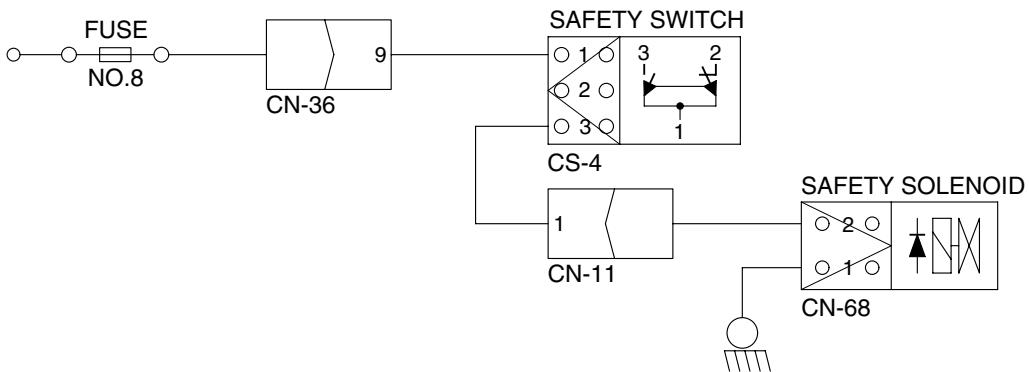 FUSE
NO.8
9
CN-36
SAFETY SWITCH
1
2
3
3 2
1
CS-4
1
CN-11
SAFETY SOLENOID
2
1
CN-68